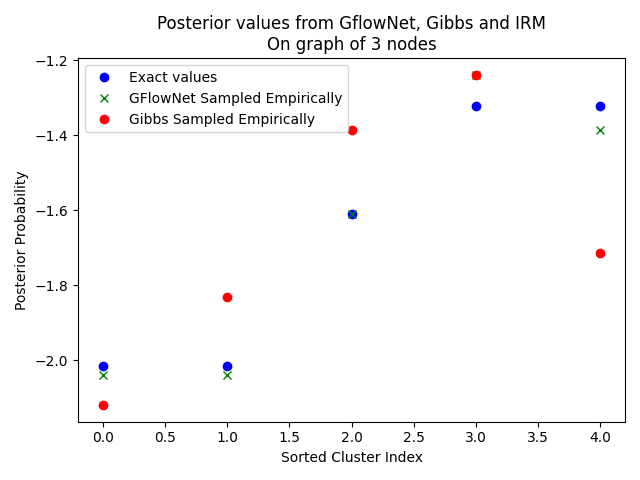 Posterior values from GflowNet, Gibbs and IRM
On graph of 3 nodes
Exact values
GFlowNet Sampled Empirically
Gibbs Sampled Empirically
Posterior Probability
−1.2
−1.4
−1.6
−1.8
−2.0
0.0 0.5 1.0 1.5 2.0 2.5 3.0 3.5 4.0
Sorted Cluster Index